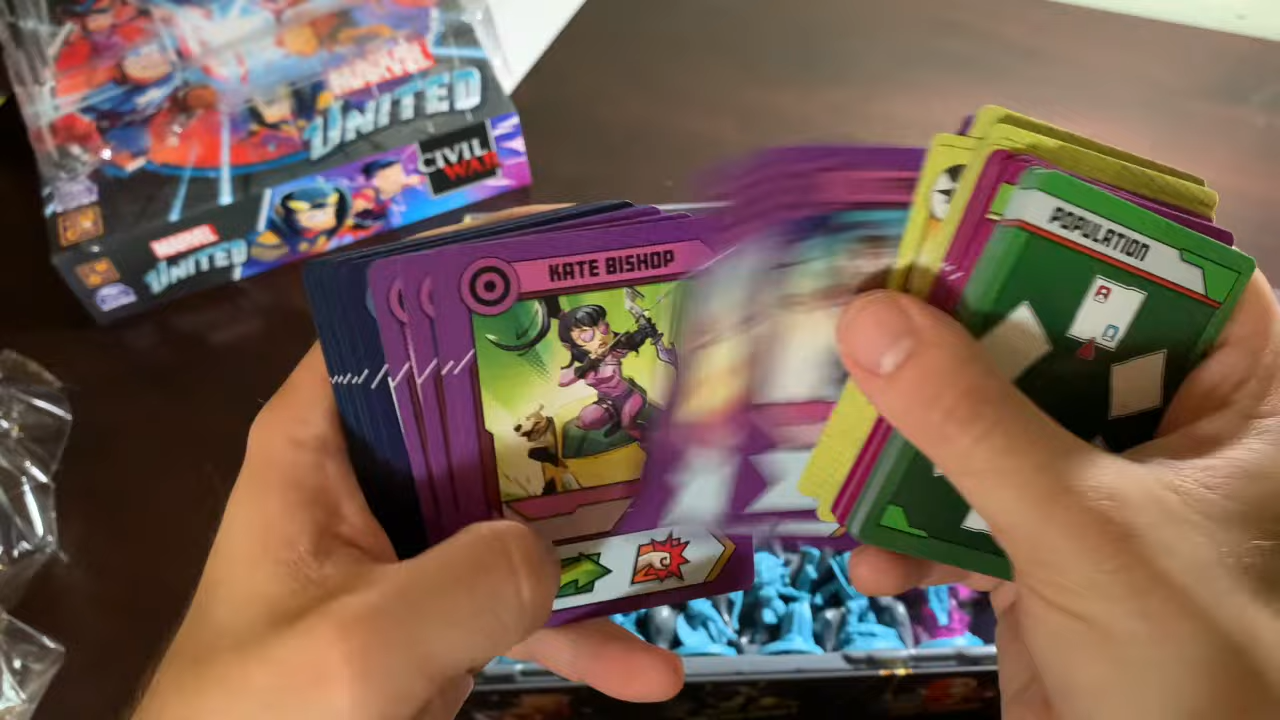 MARVEL
UNITED
CIVIL
WAR
MARVEL
UNITED
KATE BISHOP
POPULATION